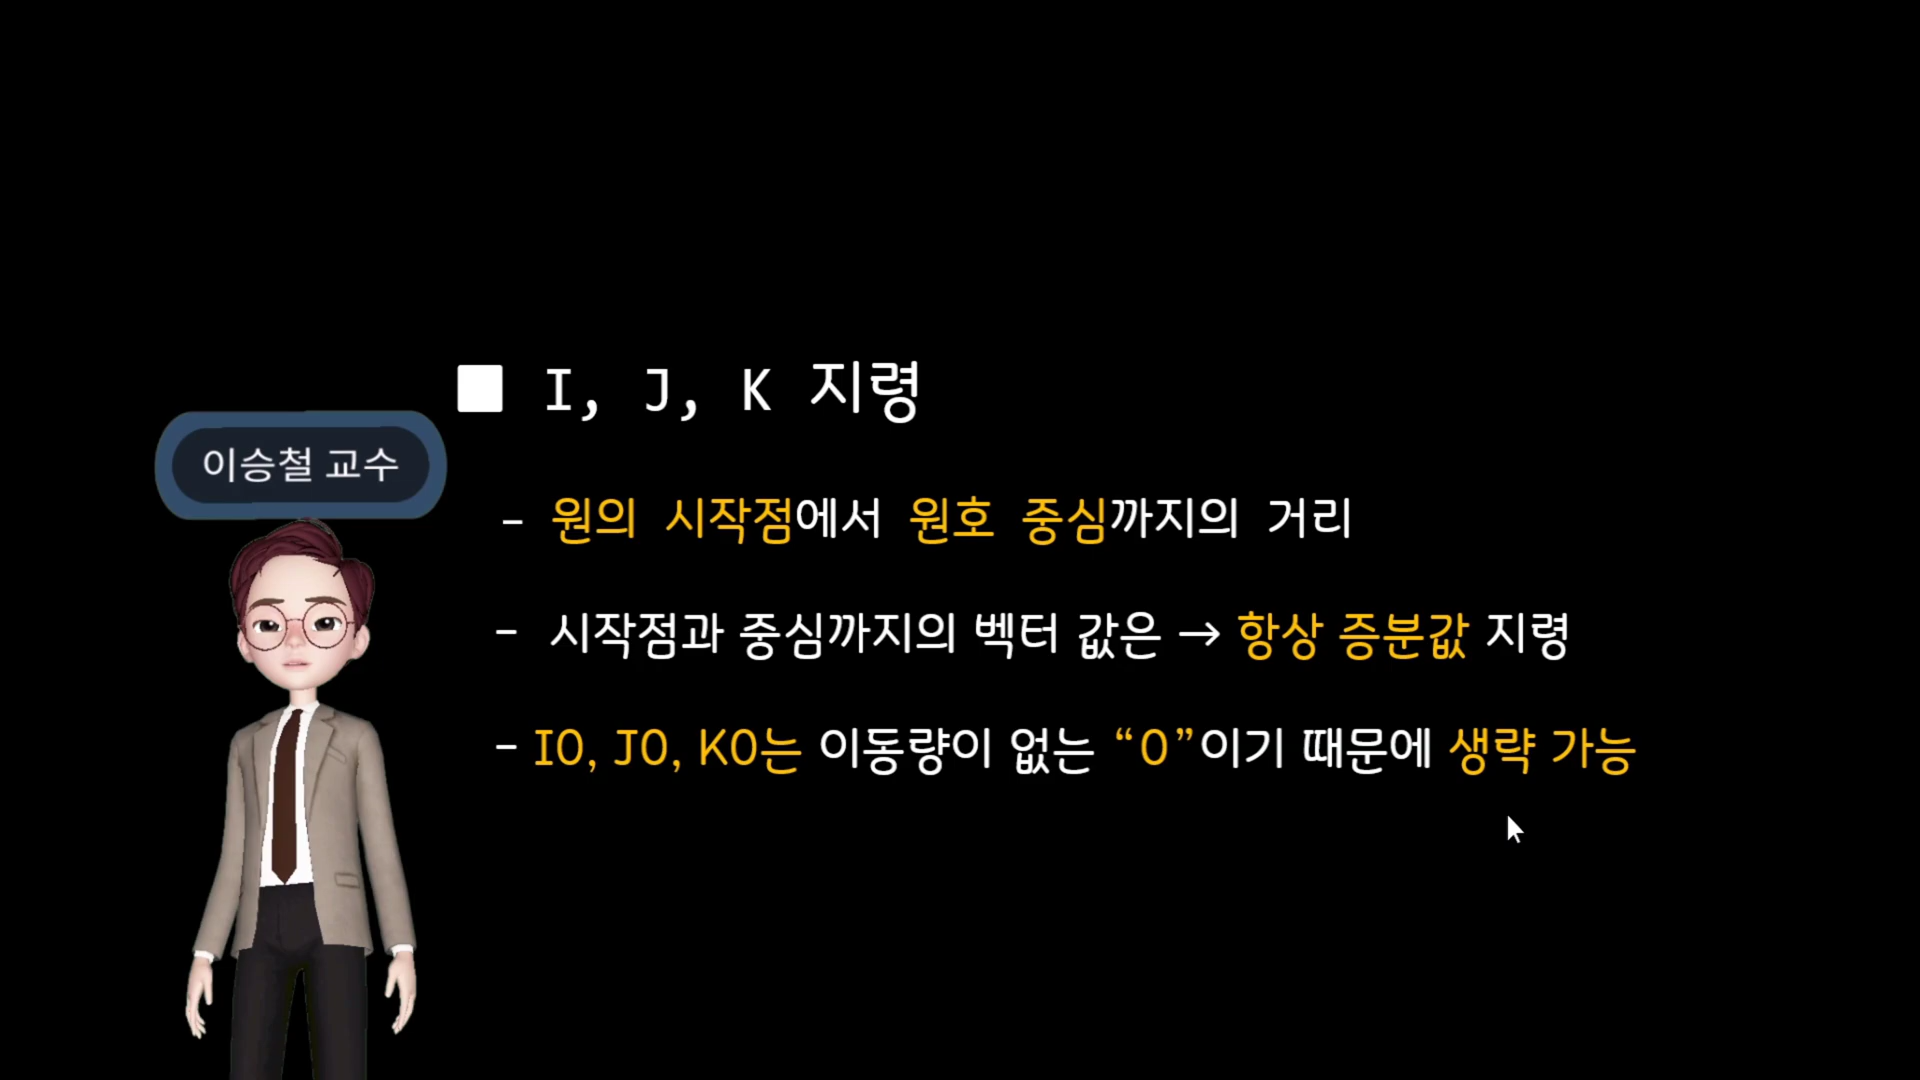 ■ I, J, K 지령
이승철 교수
- 원의 시작점에서 원호 중심까지의 거리
- 시작점과 중심까지의 벡터 값은 → 항상 증분값 지령
- I0, J0, K0는 이동량이 없는 “0”이기 때문에 생략 가능